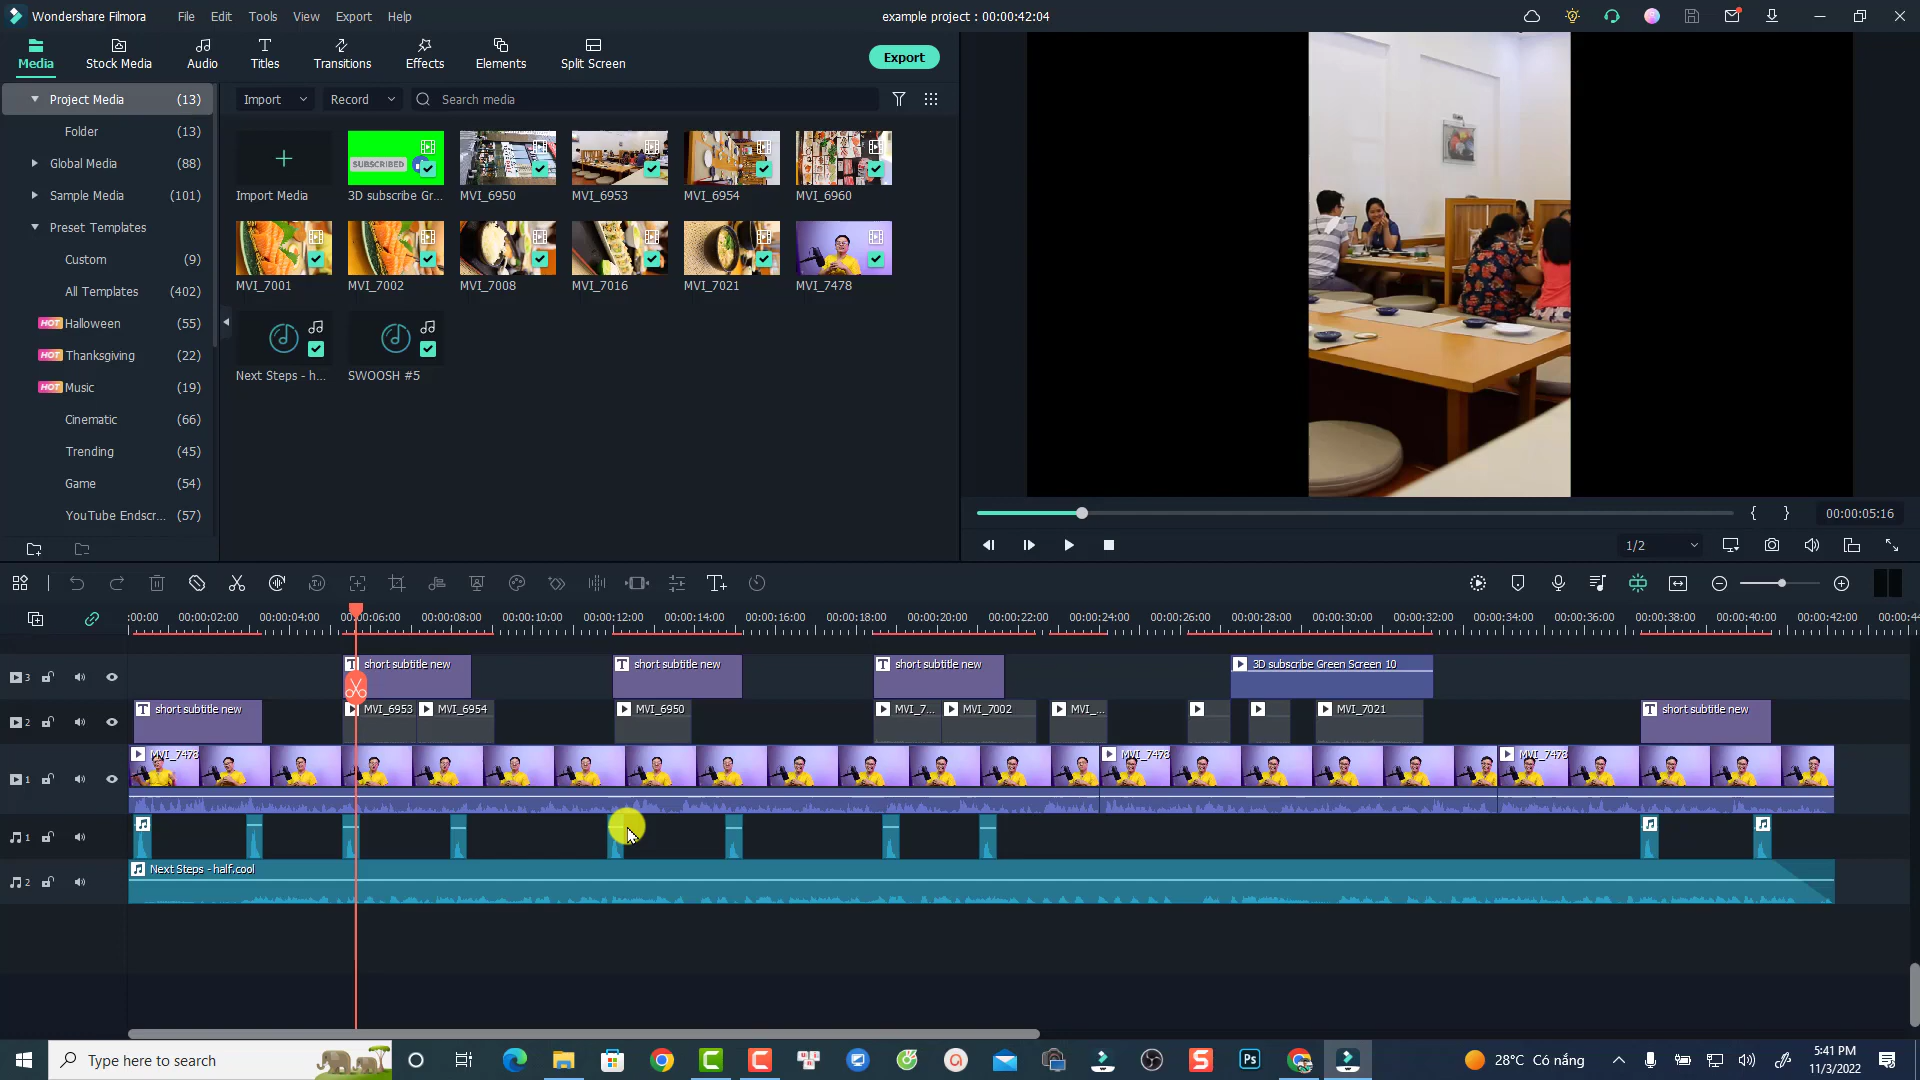 Wondershare Filmora
File Edit Tools View Export Help
example project : 00:00:42:04
Media
Stock Media
Audio
Titles
Transitions
Effects
Elements
Split Screen
Export
Project Media (13)
Folder (13)
Global Media (88)
Sample Media (101)
Preset Templates
Custom (9)
All Templates (402)
HOT Halloween (55)
HOT Thanksgiving (22)
HOT Music (19)
Cinematic (66)
Trending (45)
Game (54)
YouTube Endscr... (57)
Import
Record
Search media
SUBSCRIBED
Import Media
3D subscribe Gr...
MVI_6950
MVI_6953
MVI_6954
MVI_6960
MVI_7001
MVI_7002
MVI_7008
MVI_7016
MVI_7021
MVI_7478
Next Steps - h...
SWOOSH #5
00:00:05:16
1/2
:00:00 00:00:02:00 00:00:04:00 00:00:06:00 00:00:08:00 00:00:10:00 00:00:12:00 00:00:14:00 00:00:16:00 00:00:18:00 00:00:20:00 00:00:22:00 00:00:24:00 00:00:26:00 00:00:28:00 00:00:30:00 00:00:32:00 00:00:34:00 00:00:36:00 00:00:38:00 00:00:40:00 00:00:42:00 00:00:44
3
short subtitle new
short subtitle new
short subtitle new
3D subscribe Green Screen 10
2
short subtitle new
MVI_6953
MVI_6954
MVI_6950
MVI_7...
MVI_7002
MVI_...
MVI_7021
short subtitle new
1
MVI_7478
MVI_7478
MVI_7478
1
2
Next Steps - half.cool
Type here to search
Ps
28°C Có nắng
5:41 PM
11/3/2022